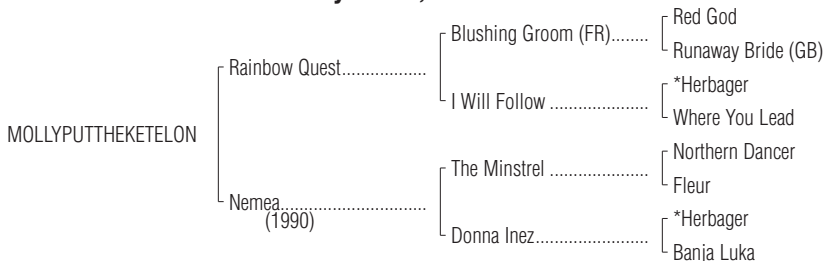 Red God
Blushing Groom (FR)........
Runaway Bride (GB)
Rainbow Quest..................
*Herbager
I Will Follow .....................
Where You Lead
MOLLYPUTTHEKETELON
Northern Dancer
The Minstrel ......................
Fleur
Nemea...............................
(1990)
*Herbager
Donna Inez........................
Banja Luka